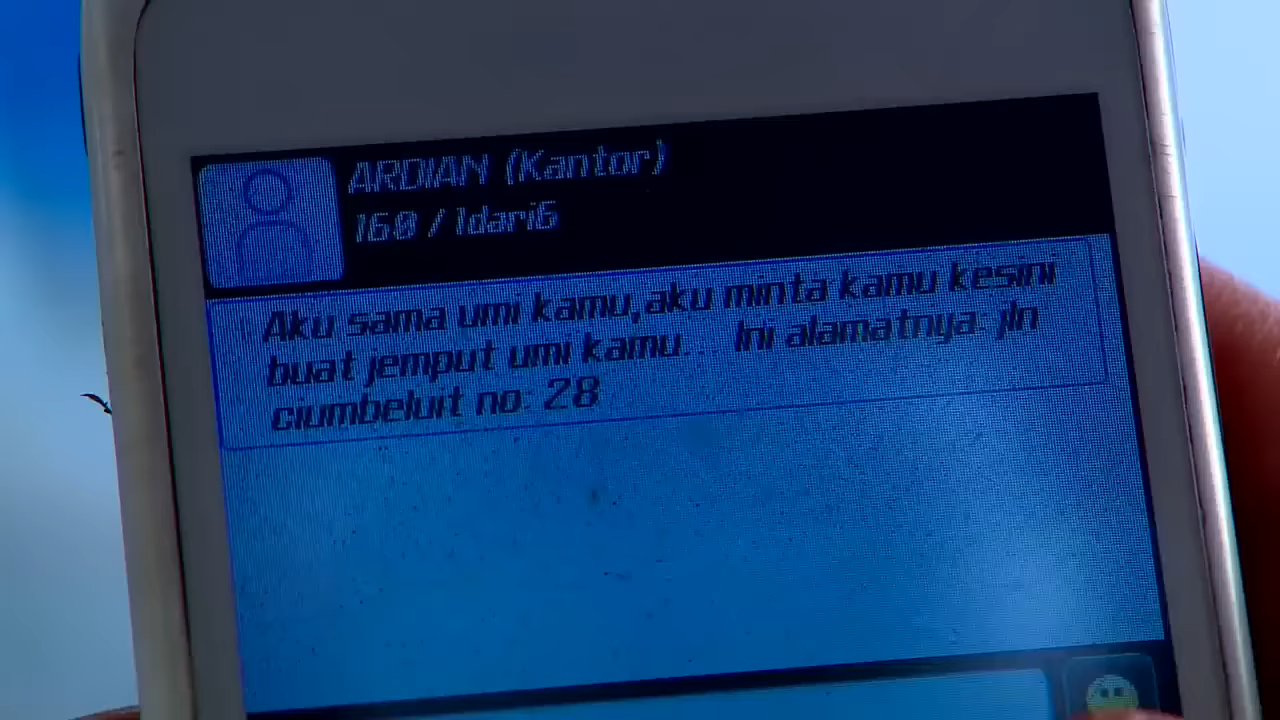 ARDIAN (Kantor)
160 / 1dari6
Aku sama umi kamu,aku minta kamu kesini
buat jemput umi kamu... Ini alamatnya: jln
ciumbeluit no: 28